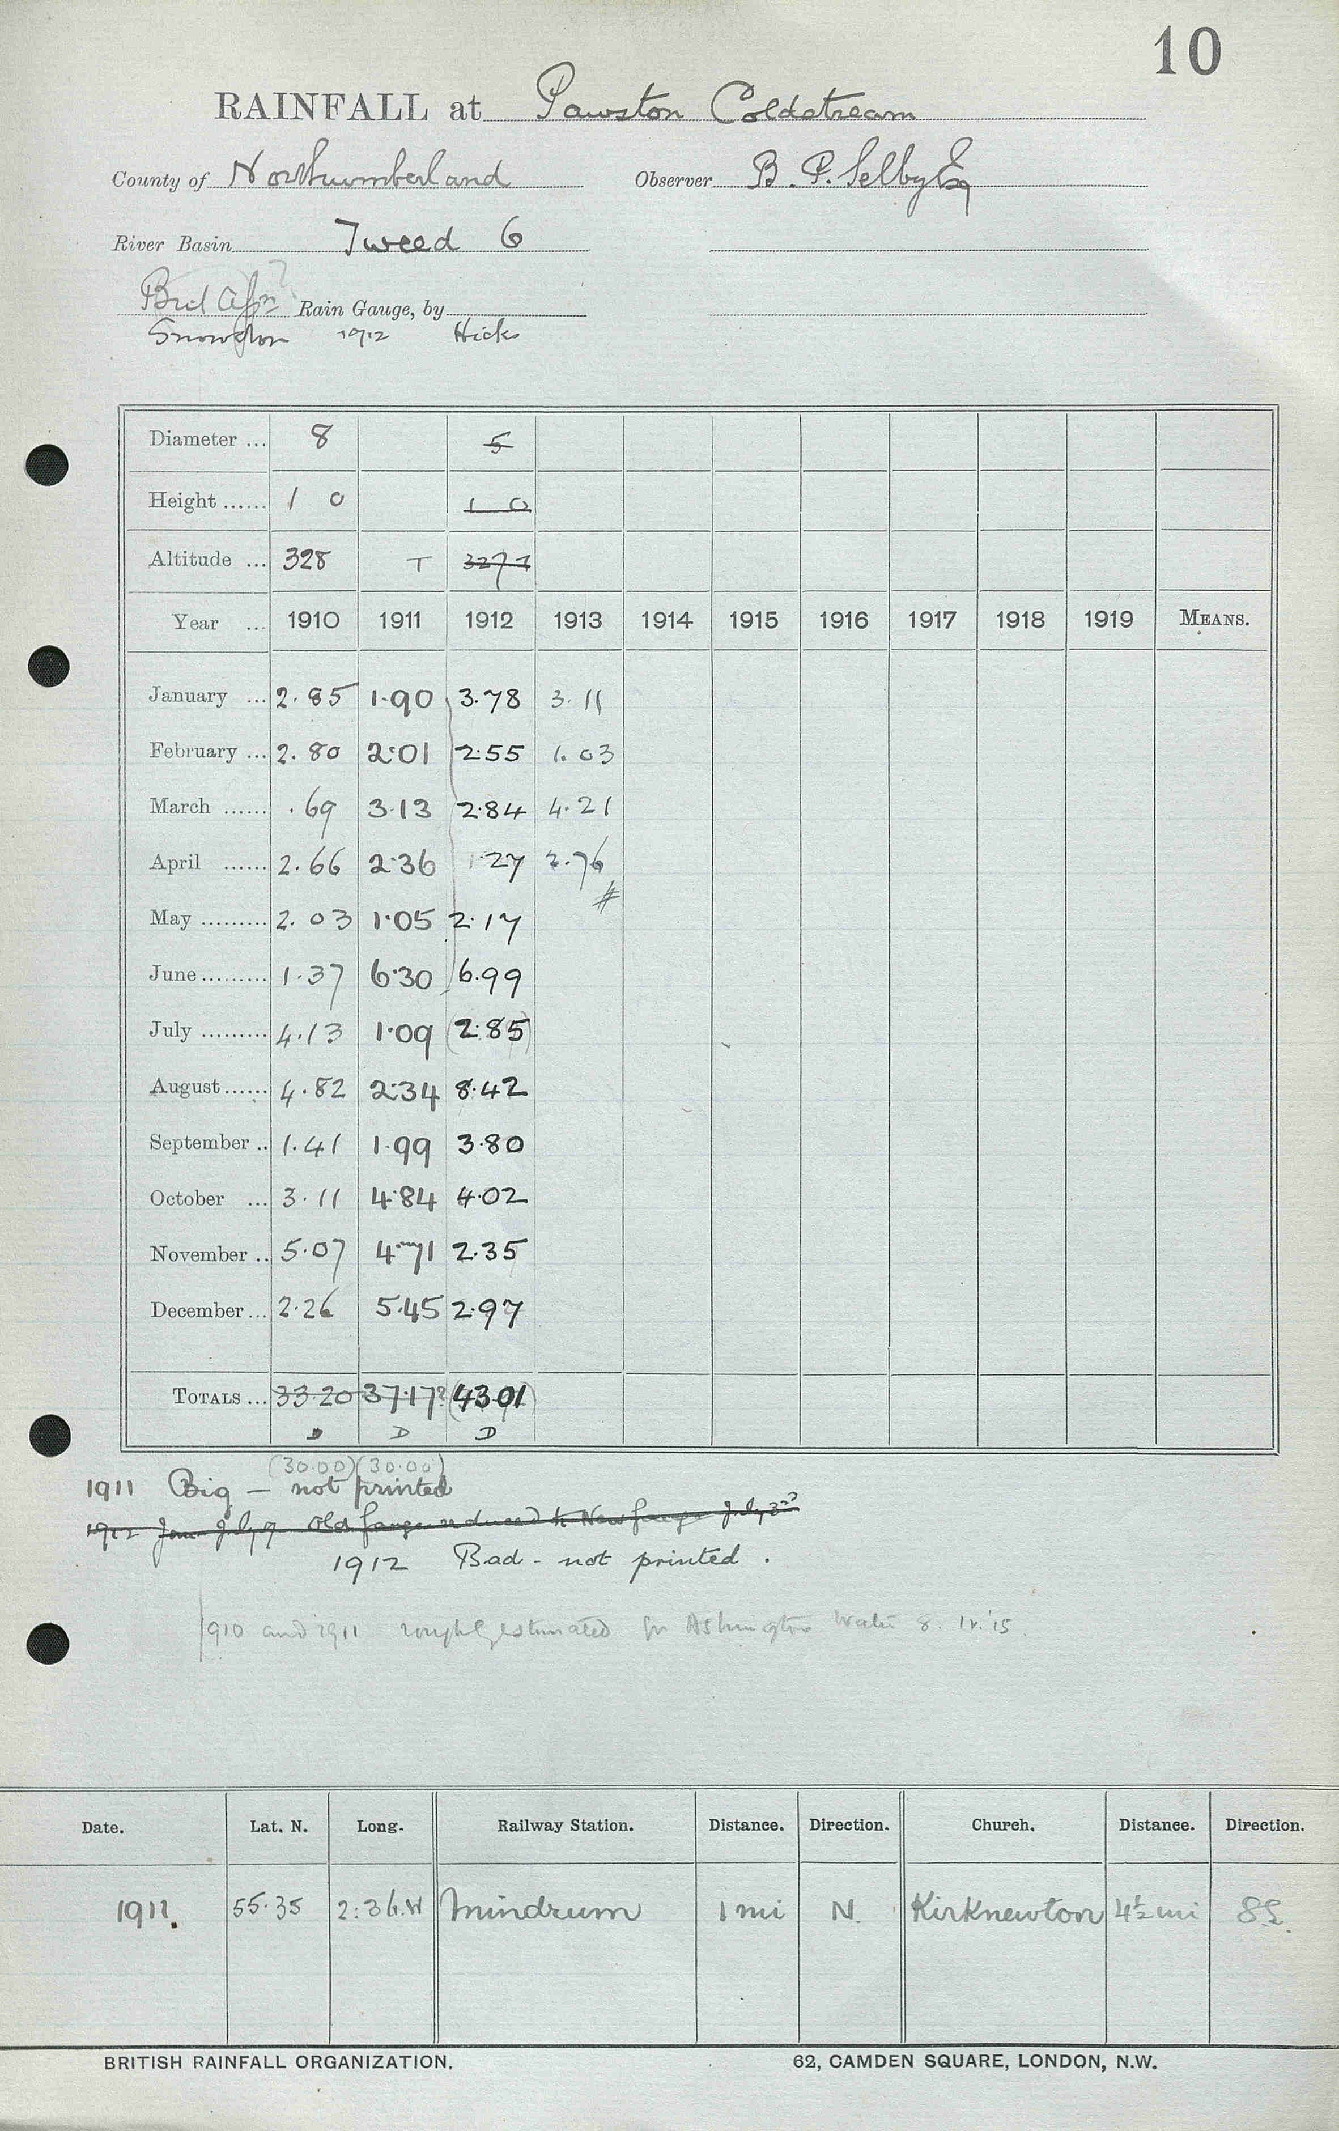 10
RAINFALL at Pawston Coldstream
County of Northumberland Observer B. P. Selby Esq
River Basin Tweed 6
Rain Gauge, by
Snowdon 1912 Hicks
Diameter ... 8 5
Height ...... 1 0 1 0
Altitude ... 328 T 327 T
Year ... 1910 1911 1912 1913 1914 1915 1916 1917 1918 1919 MEANS.
January ... 2.85 1.90 3.78 3.11
February ... 2.80 2.01 2.55 1.03
March ...... .69 3.13 2.84 4.21
April ...... 2.66 2.36 1.27 2.76
May ......... 2.03 1.05 2.17
June ......... 1.37 6.30 6.99
July ......... 4.13 1.09 (2.85)
August ...... 4.82 2.34 8.42
September .. 1.41 1.99 3.80
October ... 3.11 4.84 4.02
November .. 5.07 4.71 2.35
December ... 2.26 5.45 2.97
TOTALS ... 33.20 37.17? (43.01)
D D D
(30.00) (30.00)
1911 Big - not printed
1912 Jan - July 9 old gauge reduced to New gauge July
1912 Bad - not printed.
1910 and 1911 roughly estimated for Ashington Water 8.12.'15.
Date. Lat. N. Long. Railway Station. Distance. Direction. Church. Distance. Direction.
1911. 55.35 2:36.W Mindrum 1 mi N. Kirknewton 4½ mi
BRITISH RAINFALL ORGANIZATION. 62, CAMDEN SQUARE, LONDON, N.W.